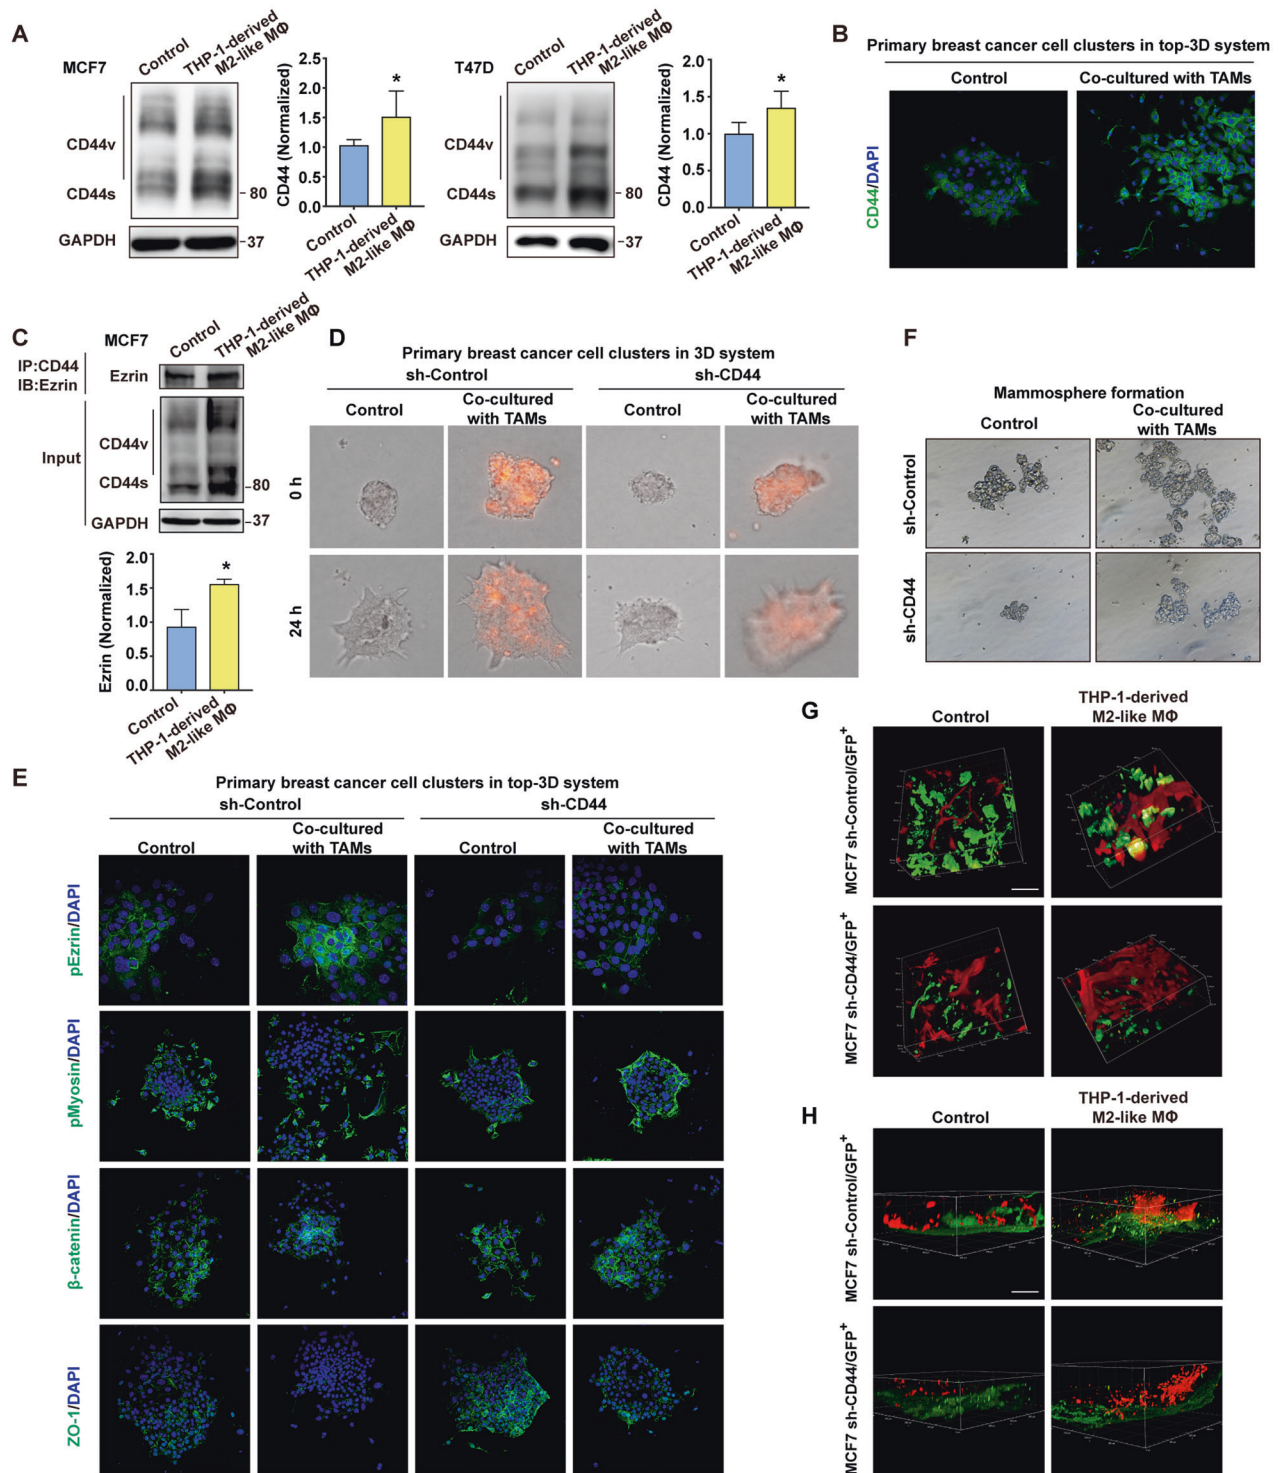 A
MCF7
Control
THP-1-derived
M2-like MΦ
CD44v
CD44s
80
GAPDH
37
CD44 (Normalized)
2.5
2.0
1.5
1.0
0.5
0.0
*
Control
THP-1-derived
M2-like MΦ
T47D
Control
THP-1-derived
M2-like MΦ
CD44v
CD44s
80
GAPDH
37
CD44 (Normalized)
2.0
1.5
1.0
0.5
0.0
*
Control
THP-1-derived
M2-like MΦ
B
Primary breast cancer cell clusters in top-3D system
Control
Co-cultured with TAMs
CD44/DAPI
C
MCF7
Control
THP-1-derived
M2-like MΦ
IP:CD44
IB:Ezrin
Ezrin
Input
CD44v
CD44s
80
GAPDH
37
Ezrin (Normalized)
2.0
1.5
1.0
0.5
0.0
*
Control
THP-1-derived
M2-like MΦ
D
Primary breast cancer cell clusters in 3D system
sh-Control
sh-CD44
Control
Co-cultured
with TAMs
Control
Co-cultured
with TAMs
0 h
24 h
F
Mammosphere formation
Control
Co-cultured
with TAMs
sh-Control
sh-CD44
E
Primary breast cancer cell clusters in top-3D system
sh-Control
sh-CD44
Control
Co-cultured
with TAMs
Control
Co-cultured
with TAMs
pEzrin/DAPI
pMyosin/DAPI
β-catenin/DAPI
ZO-1/DAPI
G
Control
THP-1-derived
M2-like MΦ
MCF7 sh-Control/GFP+
MCF7 sh-CD44/GFP+
H
Control
THP-1-derived
M2-like MΦ
MCF7 sh-Control/GFP+
MCF7 sh-CD44/GFP+